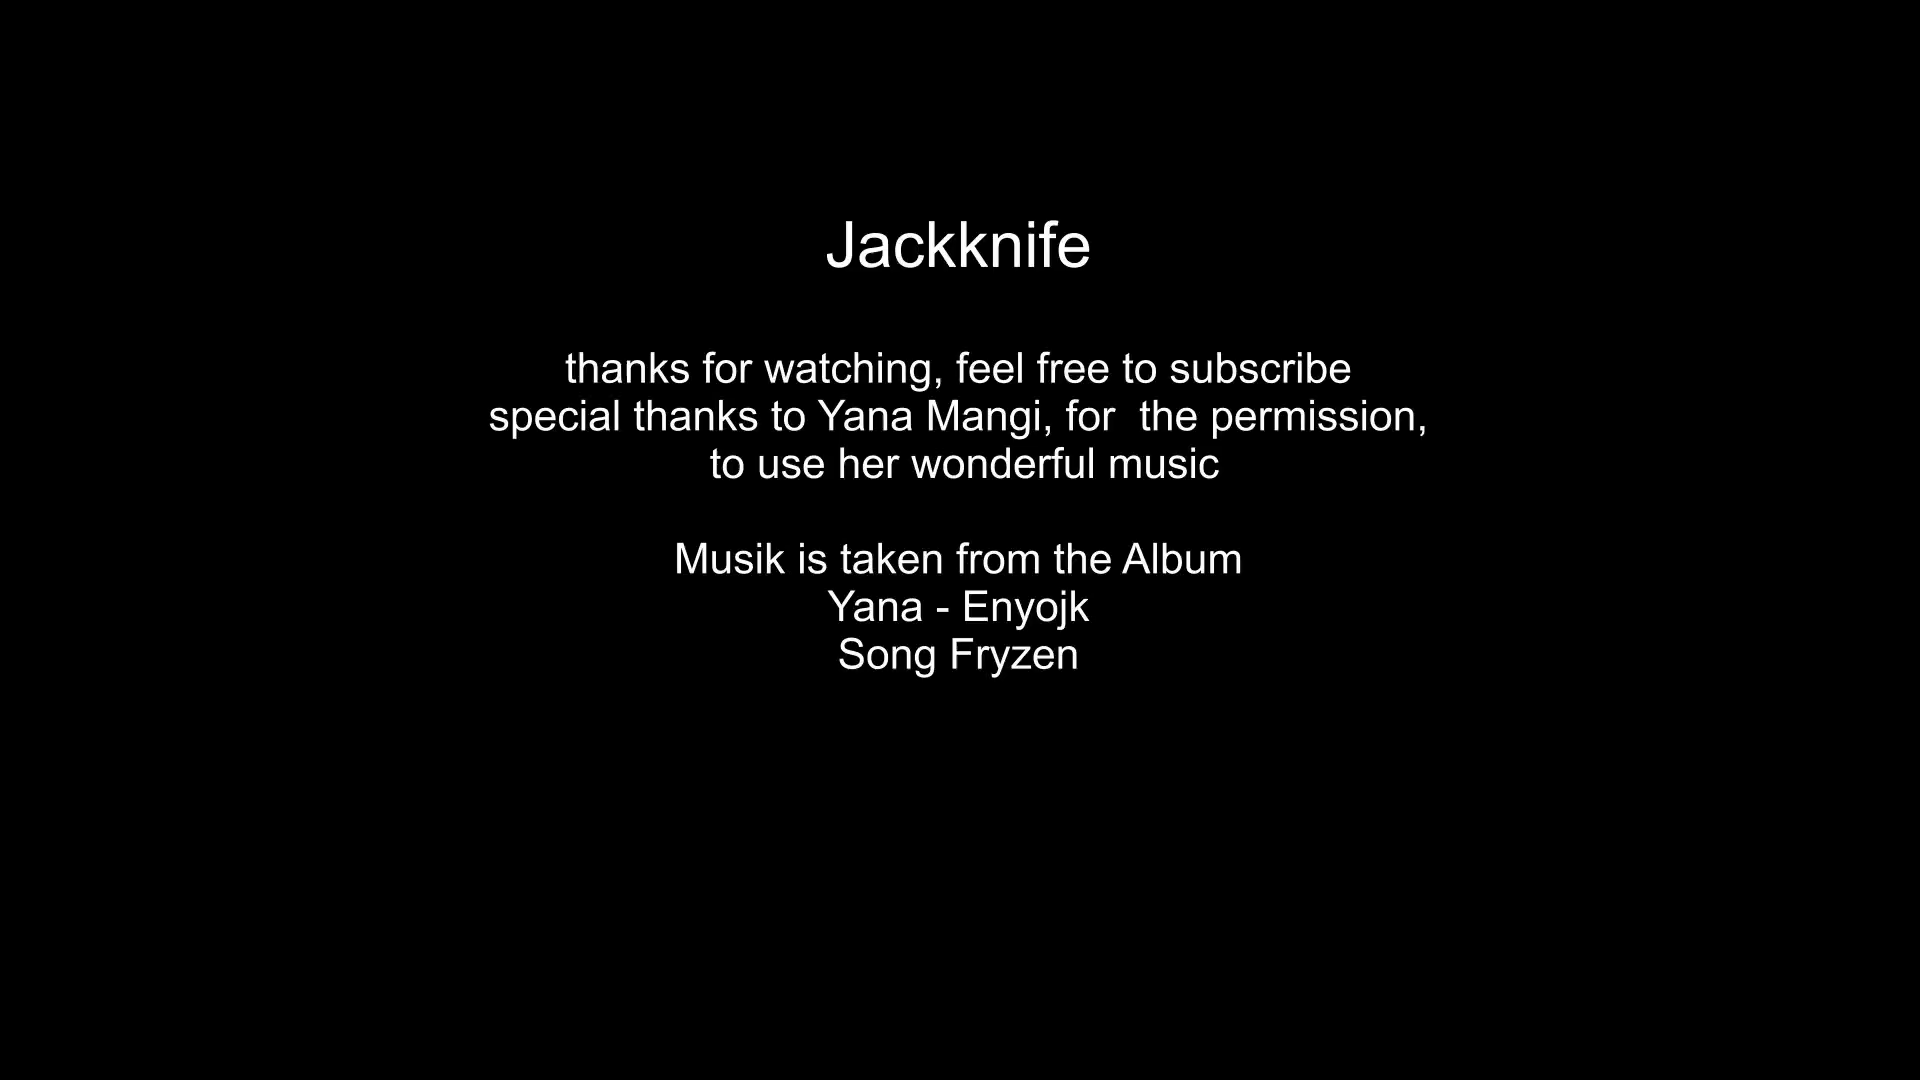 Jackknife
thanks for watching, feel free to subscribe
special thanks to Yana Mangi, for  the permission,
to use her wonderful music
Musik is taken from the Album
Yana - Enyojk
Song Fryzen